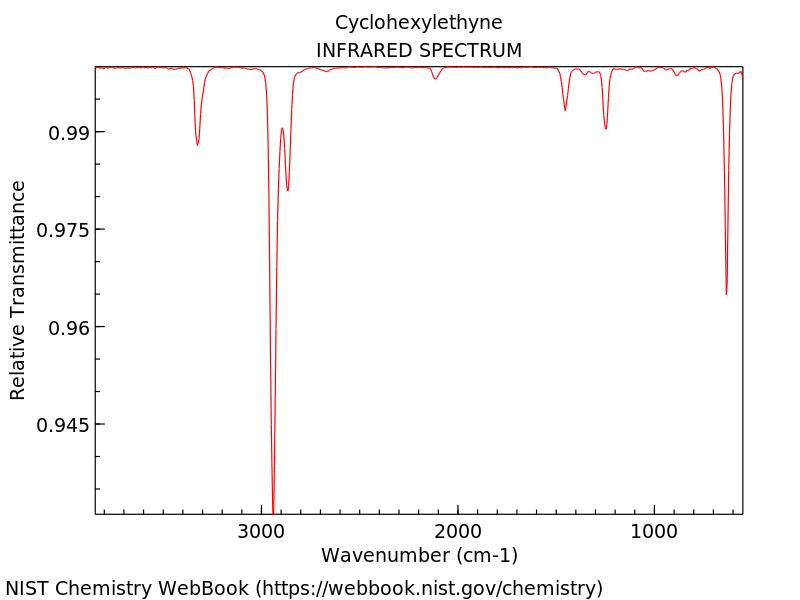 Cyclohexylethyne
INFRARED SPECTRUM
0.99
0.975
0.96
0.945
Relative Transmittance
3000 2000 1000
Wavenumber (cm-1)
NIST Chemistry WebBook (https://webbook.nist.gov/chemistry)